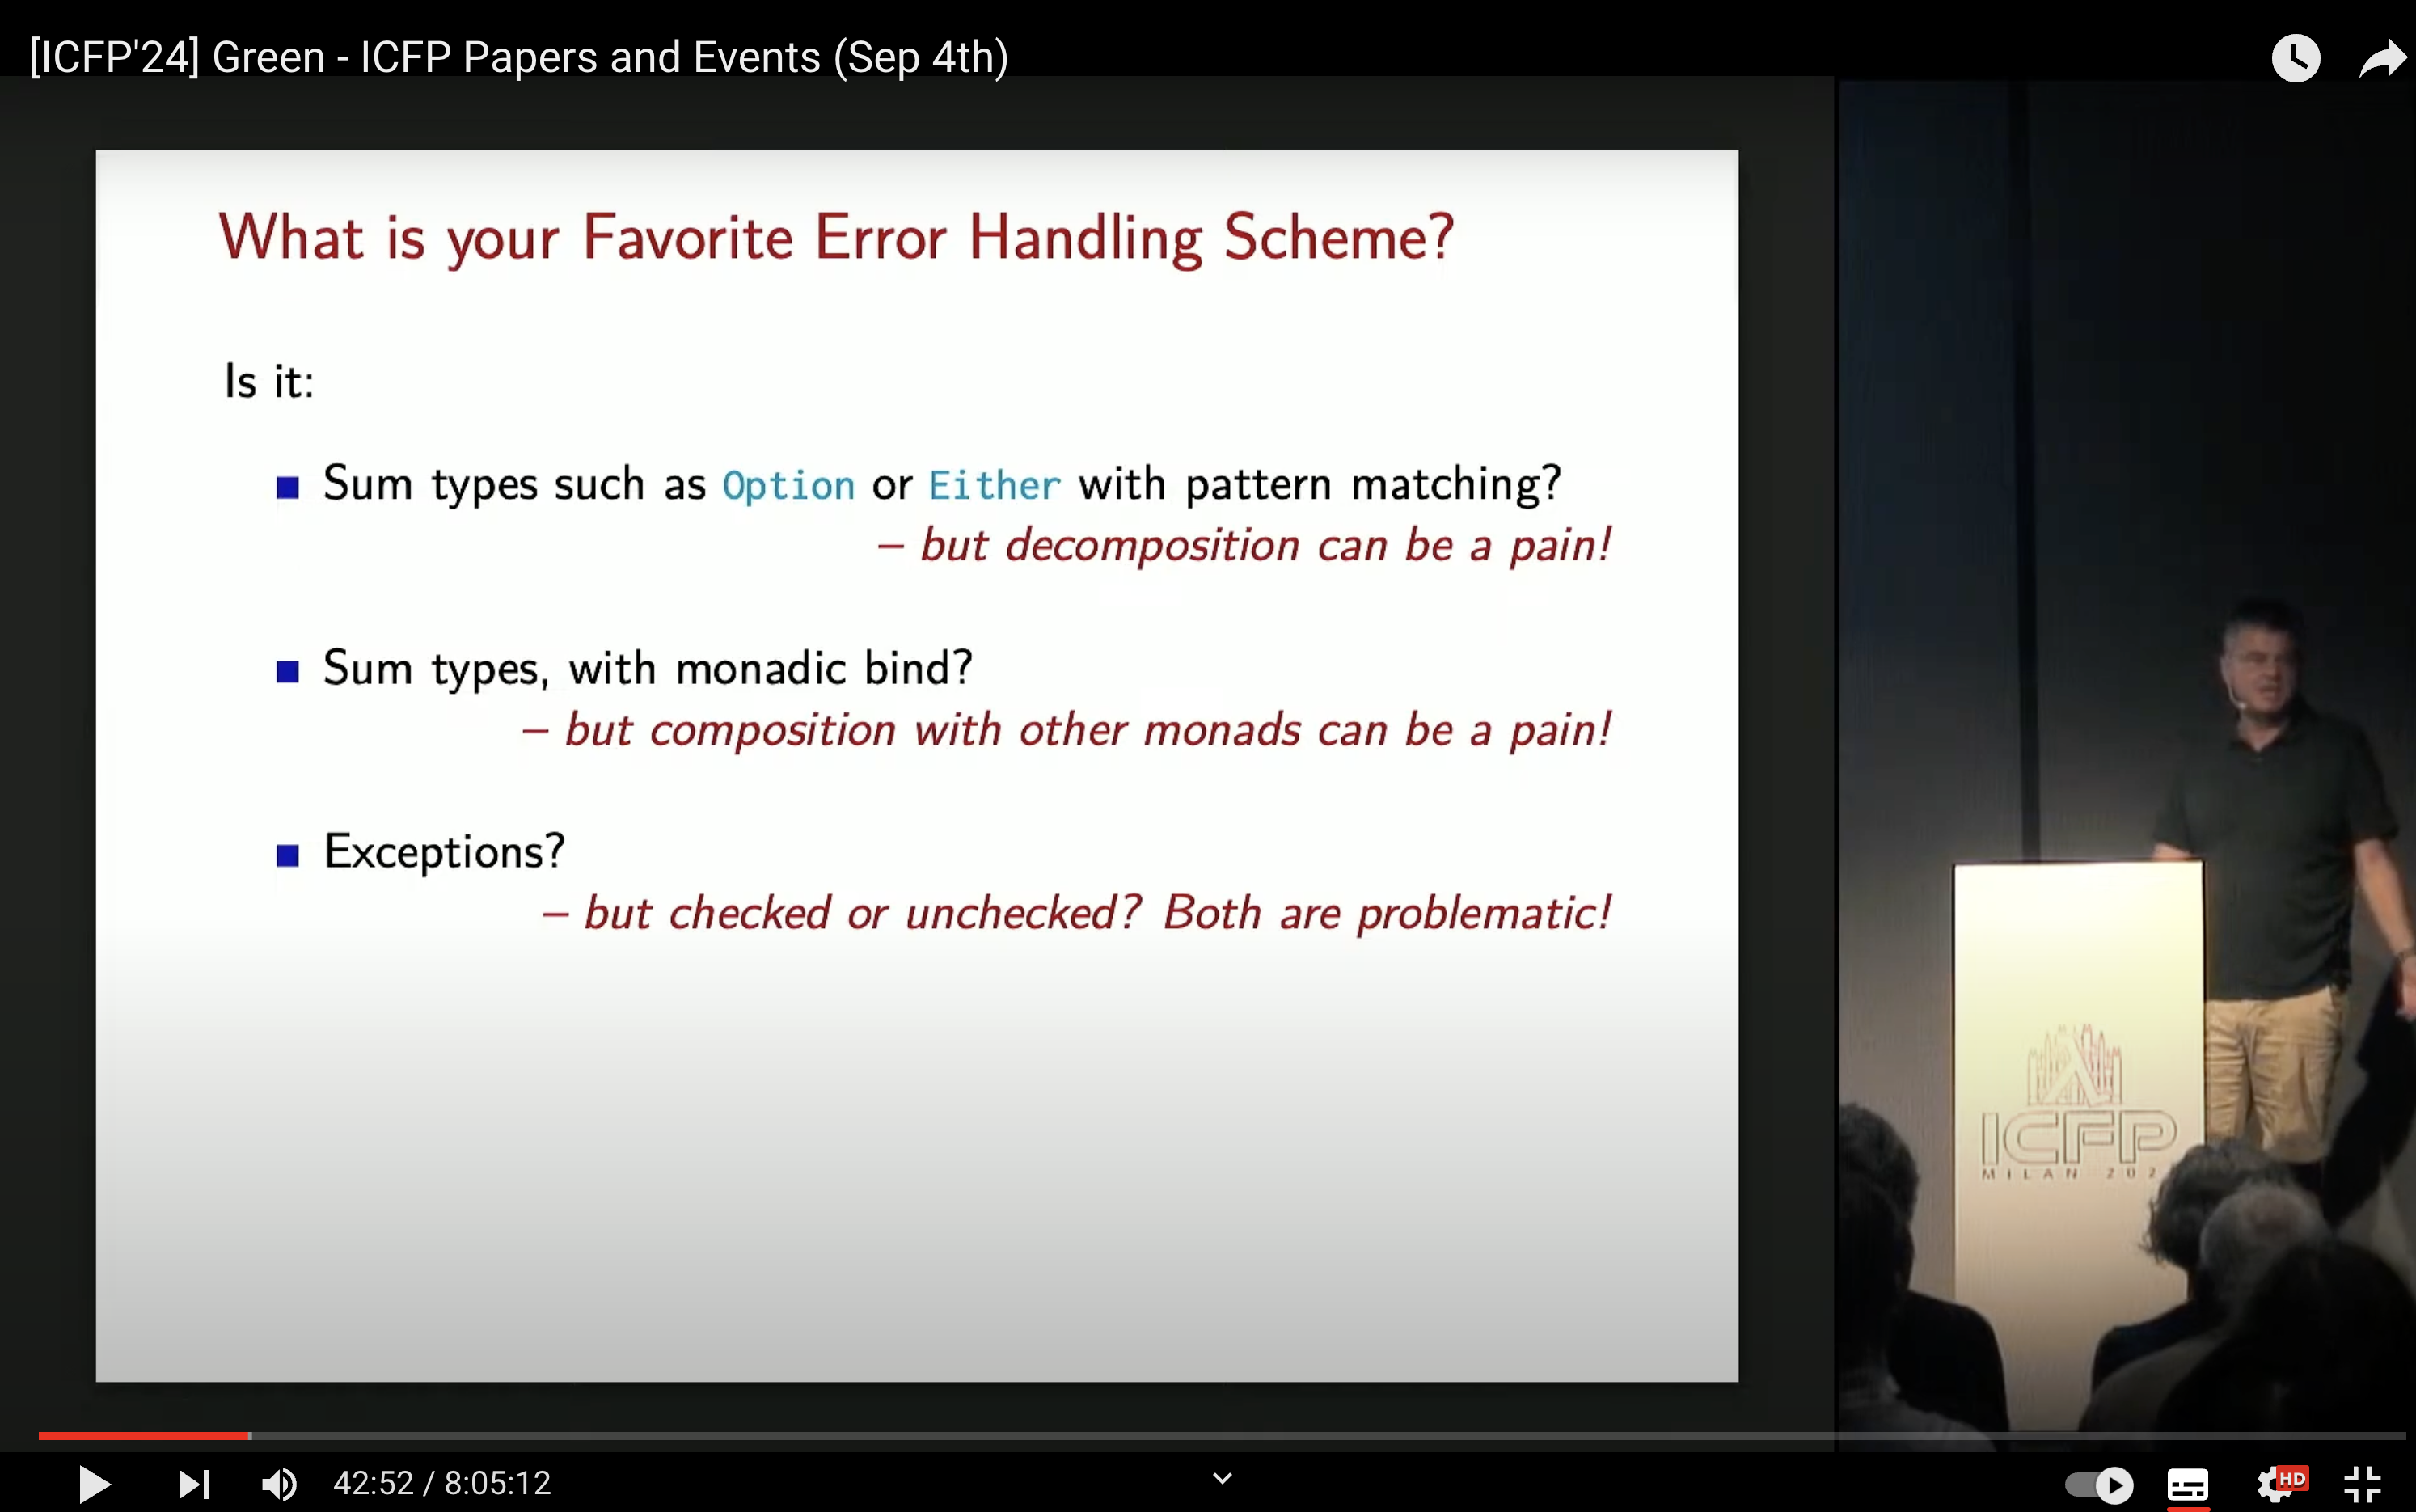 [ICFP'24] Green - ICFP Papers and Events (Sep 4th)
What is your Favorite Error Handling Scheme?
Is it:
Sum types such as Option or Either with pattern matching?
– but decomposition can be a pain!
Sum types, with monadic bind?
– but composition with other monads can be a pain!
Exceptions?
– but checked or unchecked? Both are problematic!
ICFP
MILAN 202
42:52 / 8:05:12
HD